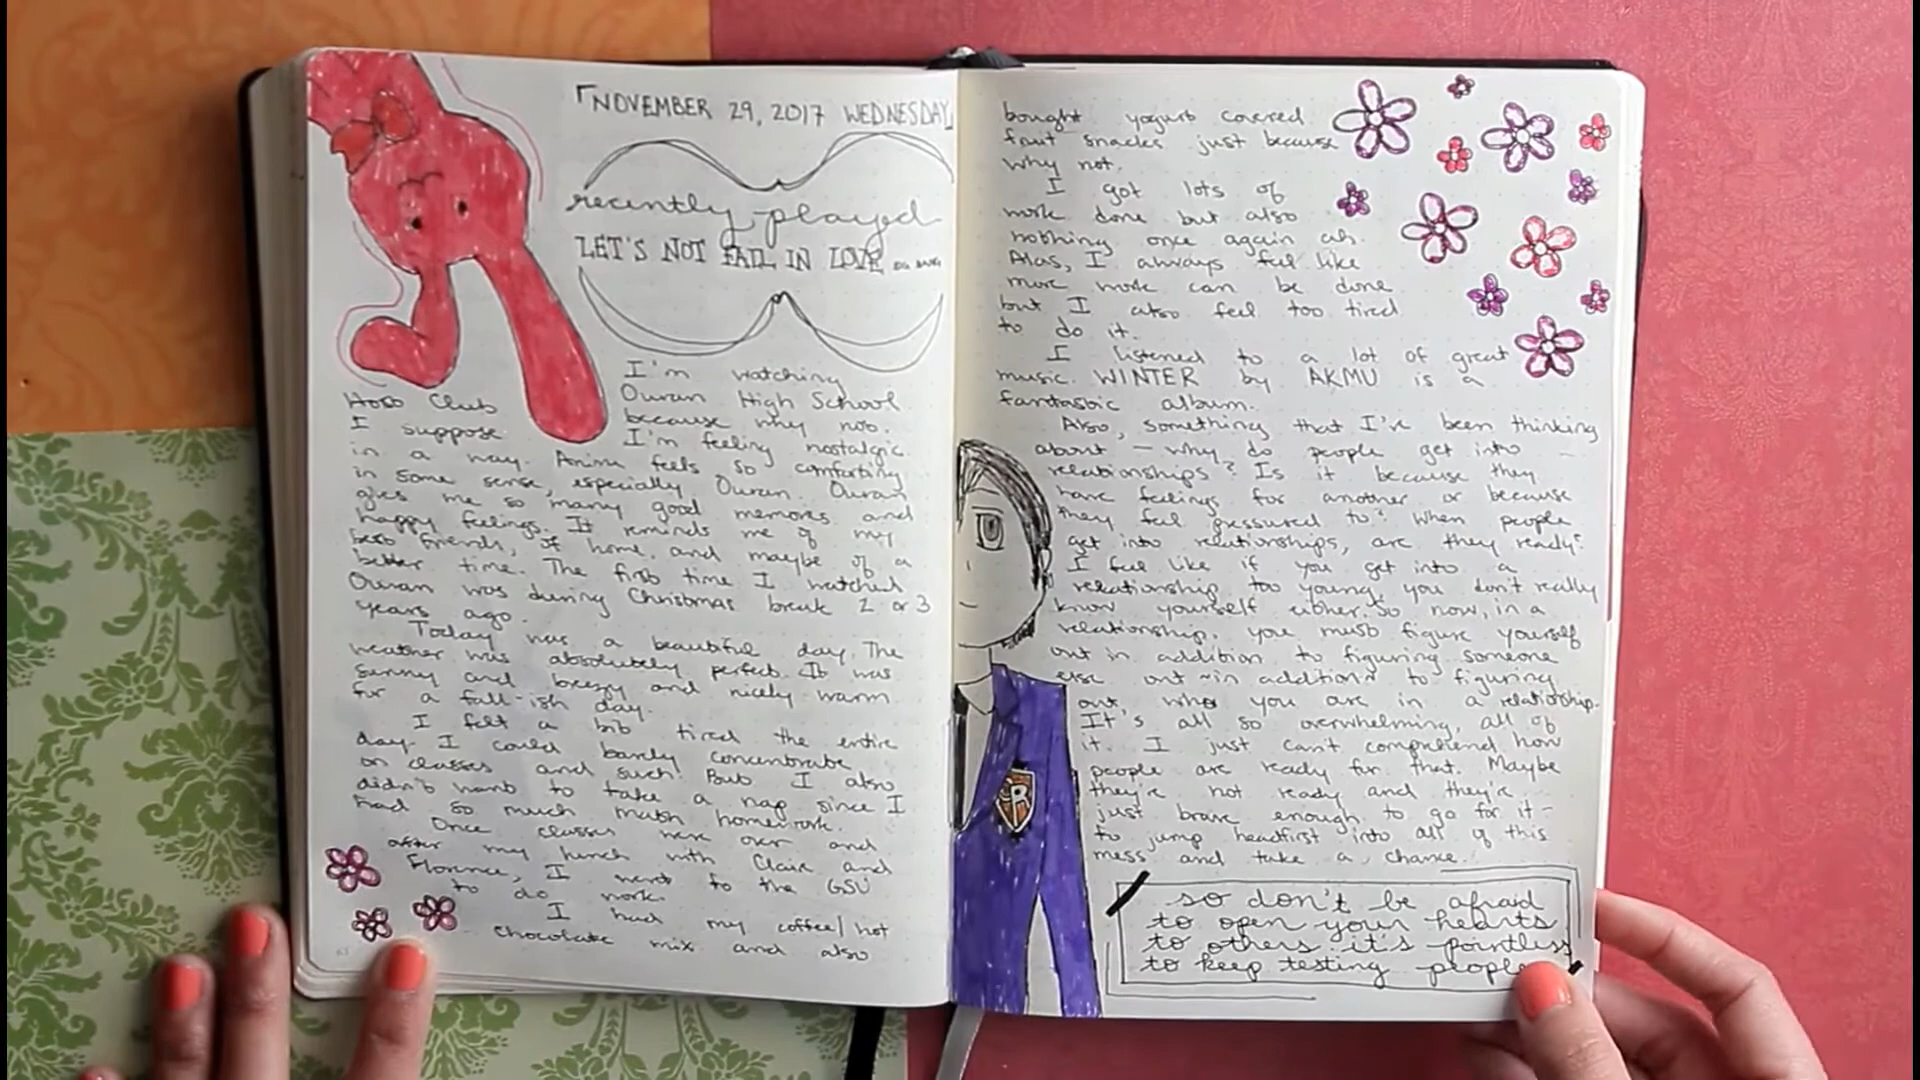 「NOVEMBER 29, 2017 WEDNESDAY」
recently played
LET'S NOT FALL IN LOVE BIG BANG
I'm watching
Ouran High School
Host Club because why not.
I suppose I'm feeling nostalgic
in a way. Anime feels so comforting
in some sense, especially Ouran. Ouran
gives me so many good memories and
happy feelings. It reminds me of my
best friends, of home, and maybe of a
better time. The first time I watched
Ouran was during Christmas break 2 or 3
years ago.
Today was a beautiful day. The
weather was absolutely perfect. It was
sunny and breezy and nicely warm
for a fall-ish day.
I felt a bit tired the entire
day. I could barely concentrate
on classes and such. But I also
didn't want to take a nap since I
had so much math homework.
Once classes were over and
after my lunch with Clair and
Florence, I went to the GSU
to do work.
I had my coffee/hot
chocolate mix and also
bought yogurt covered
fruit snacks just because
why not.
I got lots of
work done but also
nothing once again ah.
Alas, I always feel like
more work can be done
but I also feel too tired
to do it.
I listened to a lot of great
music. WINTER by AKMU is a
fantastic album.
Also, something that I've been thinking
about – why do people get into
relationships? Is it because they
have feelings for another or because
they feel pressured to? When people
get into relationships, are they ready?
I feel like if you get into a
relationship too young, you don't really
know yourself either. So now, in a
relationship, you must figure yourself
out in addition to figuring someone
else out ~in addition~ to figuring
out, who you are in a relationship.
It's all so overwhelming, all of
it. I just can't comprehend how
people are ready for that. Maybe
they're not ready and they're
just brave enough to go for it –
to jump headfirst into all of this
mess and take a chance.
R
so don't be afraid
to open your hearts
to others. it's pointless
to keep testing people